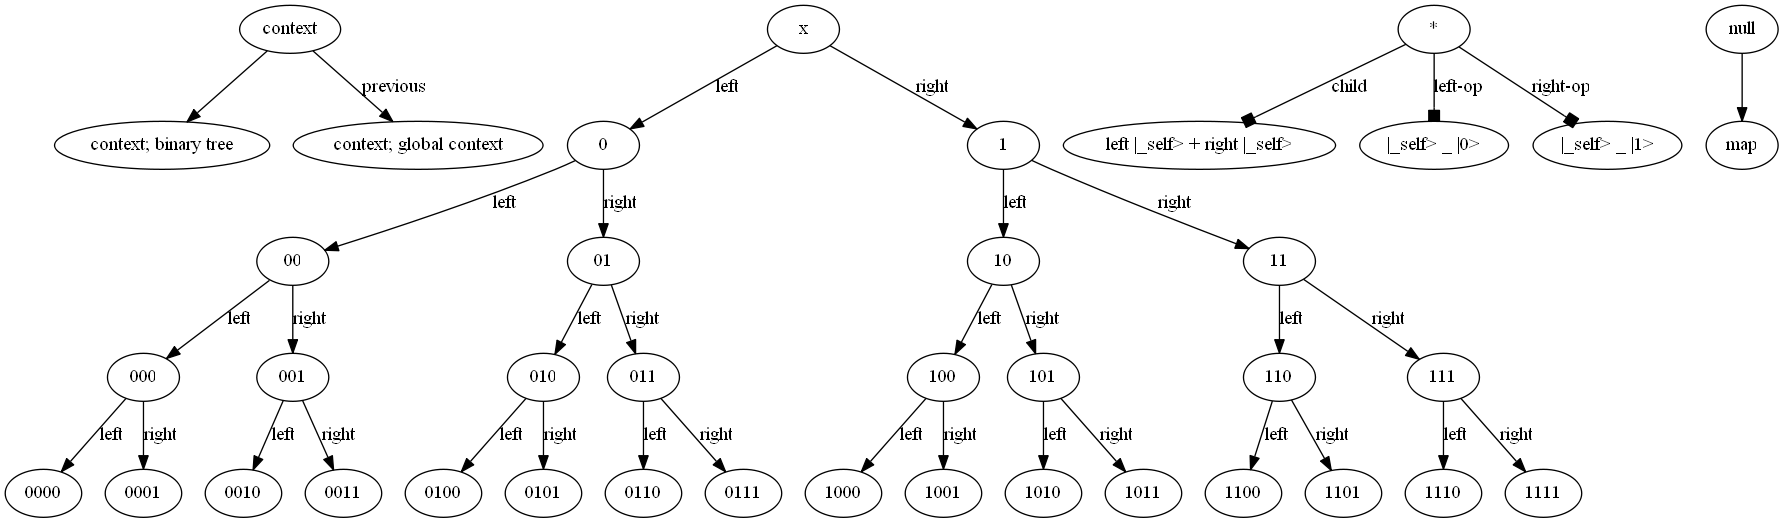 context
x
*
null
previous
left
right
child
left-op
right-op
context; binary tree
context; global context
0
1
left |_self> + right |_self>
|_self> _ |0>
|_self> _ |1>
map
left
right
left
right
00
01
10
11
left
right
left
right
left
right
left
right
000
001
010
011
100
101
110
111
left
right
left
right
left
right
left
right
left
right
left
right
left
right
left
right
0000
0001
0010
0011
0100
0101
0110
0111
1000
1001
1010
1011
1100
1101
1110
1111